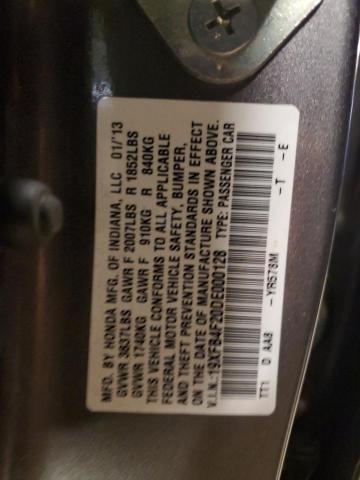 MFD. BY HONDA MFG. OF INDIANA, LLC 01/'13
GVWR 3837LBS GAWR F 2007LBS R 1852LBS
GVWR 1740KG GAWR F 910KG R 840KG
THIS VEHICLE CONFORMS TO ALL APPLICABLE
FEDERAL MOTOR VEHICLE SAFETY, BUMPER,
AND THEFT PREVENTION STANDARDS IN EFFECT
ON THE DATE OF MANUFACTURE SHOWN ABOVE.
V.I.N.: 19XFB4F20DE000128 TYPE: PASSENGER CAR
TT1 D AA8 -YR578M -T -E